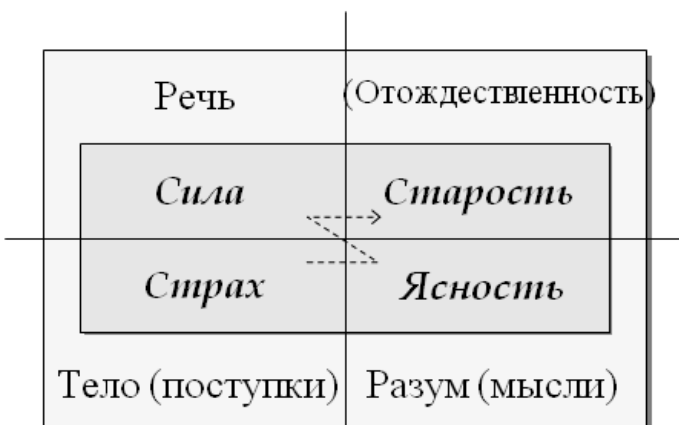 Речь (Отождествленность)
Сила Старость
Страх Ясность
Тело (поступки) Разум (мысли)